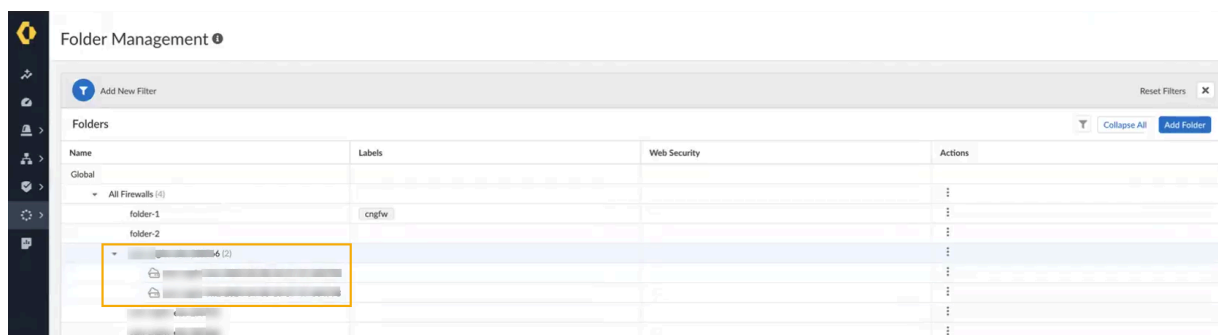 Folder Management
Add New Filter
Reset Filters
Folders
Collapse All
Add Folder
Name Labels Web Security Actions
Global
All Firewalls (4)
folder-1 cngfw
folder-2
6 (2)